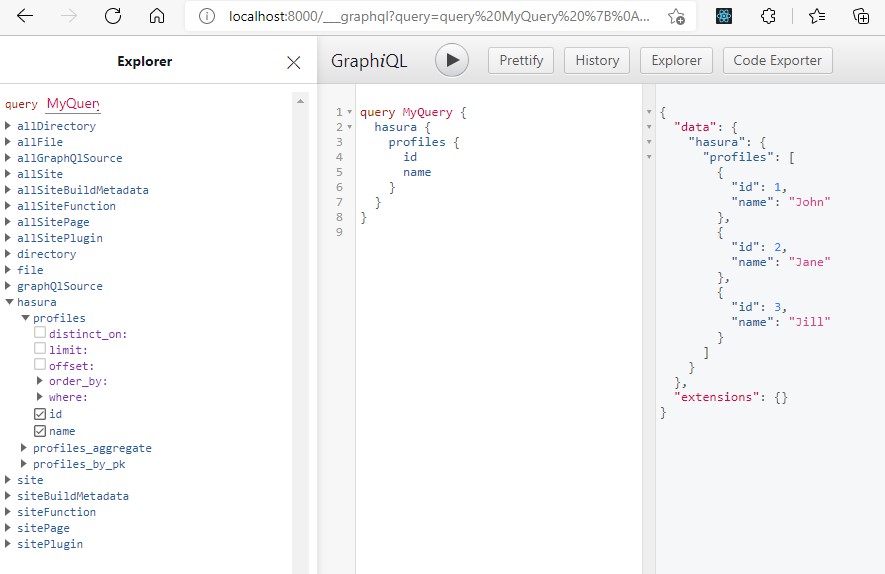 localhost:8000/___graphql?query=query%20MyQuery%20%7B%0A...
Explorer
GraphiQL
Prettify
History
Explorer
Code Exporter
query MyQuery
allDirectory
allFile
allGraphQlSource
allSite
allSiteBuildMetadata
allSiteFunction
allSitePage
allSitePlugin
directory
file
graphQlSource
hasura
profiles
distinct_on:
limit:
offset:
order_by:
where:
id
name
profiles_aggregate
profiles_by_pk
site
siteBuildMetadata
siteFunction
sitePage
sitePlugin
1 query MyQuery {
2 hasura {
3 profiles {
4 id
5 name
6 }
7 }
8 }
9
{
"data": {
"hasura": {
"profiles": [
{
"id": 1,
"name": "John"
},
{
"id": 2,
"name": "Jane"
},
{
"id": 3,
"name": "Jill"
}
]
}
},
"extensions": {}
}